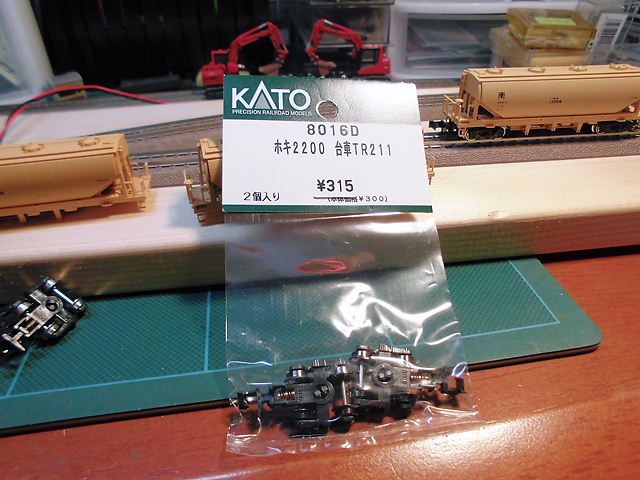 KATO
PRECISION RAILROAD MODELS
8016D
ホキ2200 台車TR211
¥315
2個入り
(本体価格¥300)